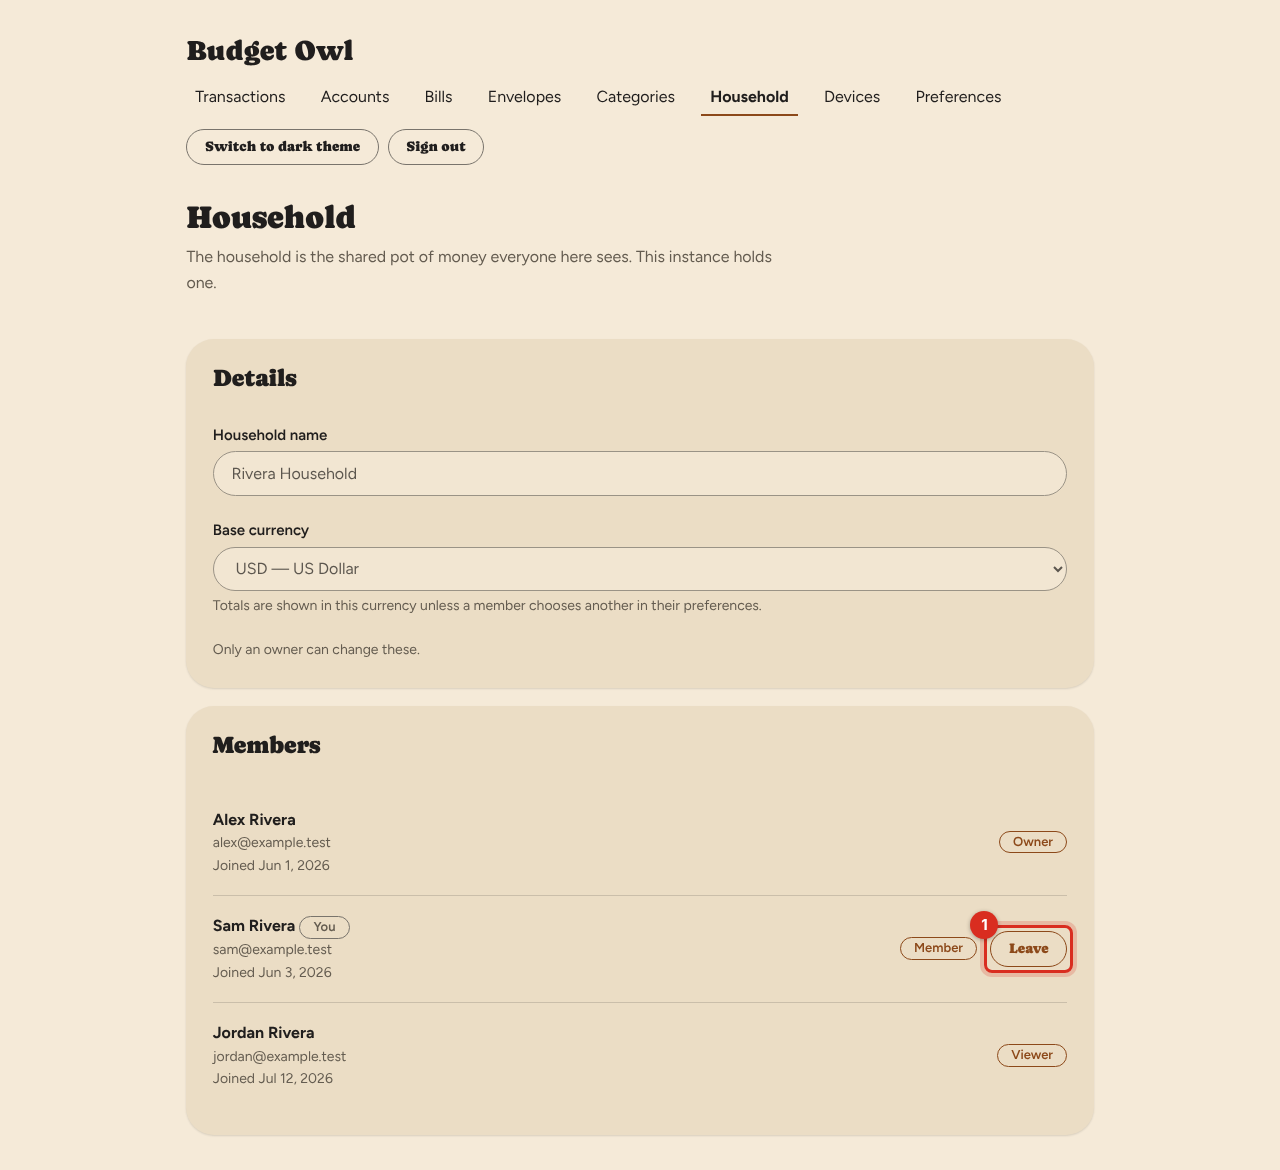 Budget Owl
Transactions Accounts Bills Envelopes Categories Household Devices Preferences
Switch to dark theme Sign out
Household
The household is the shared pot of money everyone here sees. This instance holds
one.
Details
Household name
Rivera Household
Base currency
USD — US Dollar
Totals are shown in this currency unless a member chooses another in their preferences.
Only an owner can change these.
Members
Alex Rivera
alex@example.test
Joined Jun 1, 2026
Owner
Sam Rivera You
sam@example.test
Joined Jun 3, 2026
Member
1
Leave
Jordan Rivera
jordan@example.test
Joined Jul 12, 2026
Viewer